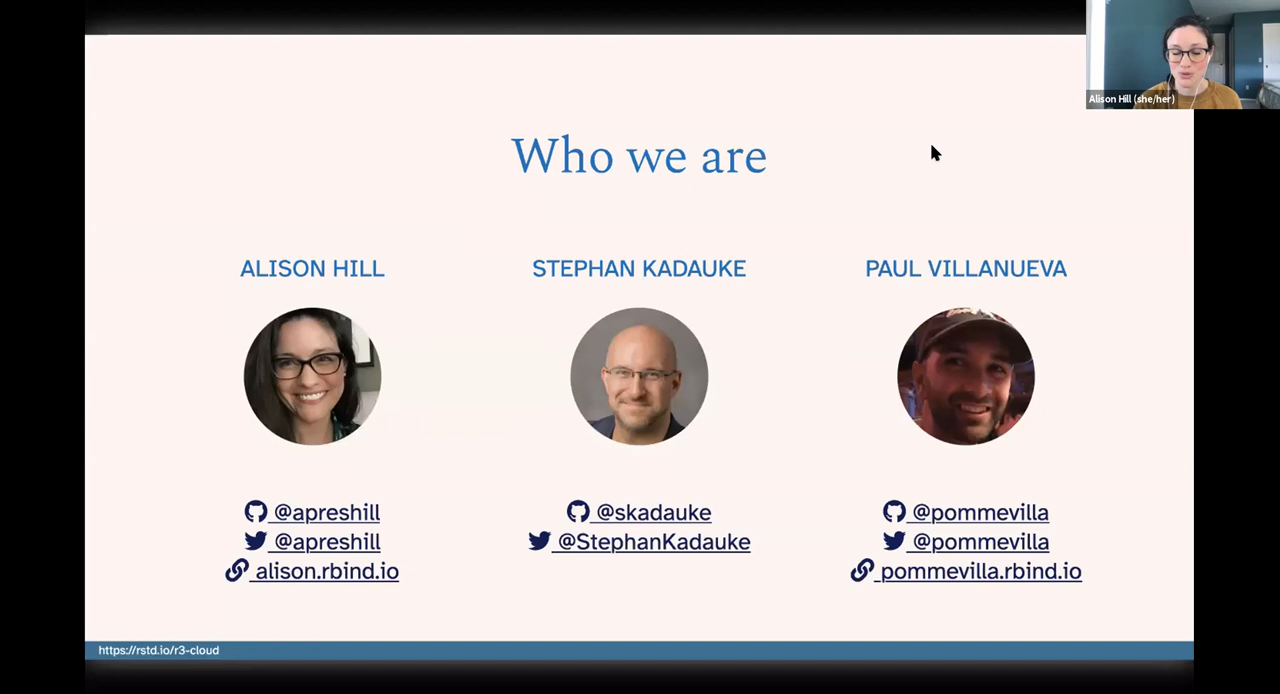 Alison Hill (she/her)
Who we are
ALISON HILL
STEPHAN KADAUKE
PAUL VILLANUEVA
@apreshill
@apreshill
alison.rbind.io
@skadauke
@StephanKadauke
@pommevilla
@pommevilla
pommevilla.rbind.io
https://rstd.io/r3-cloud